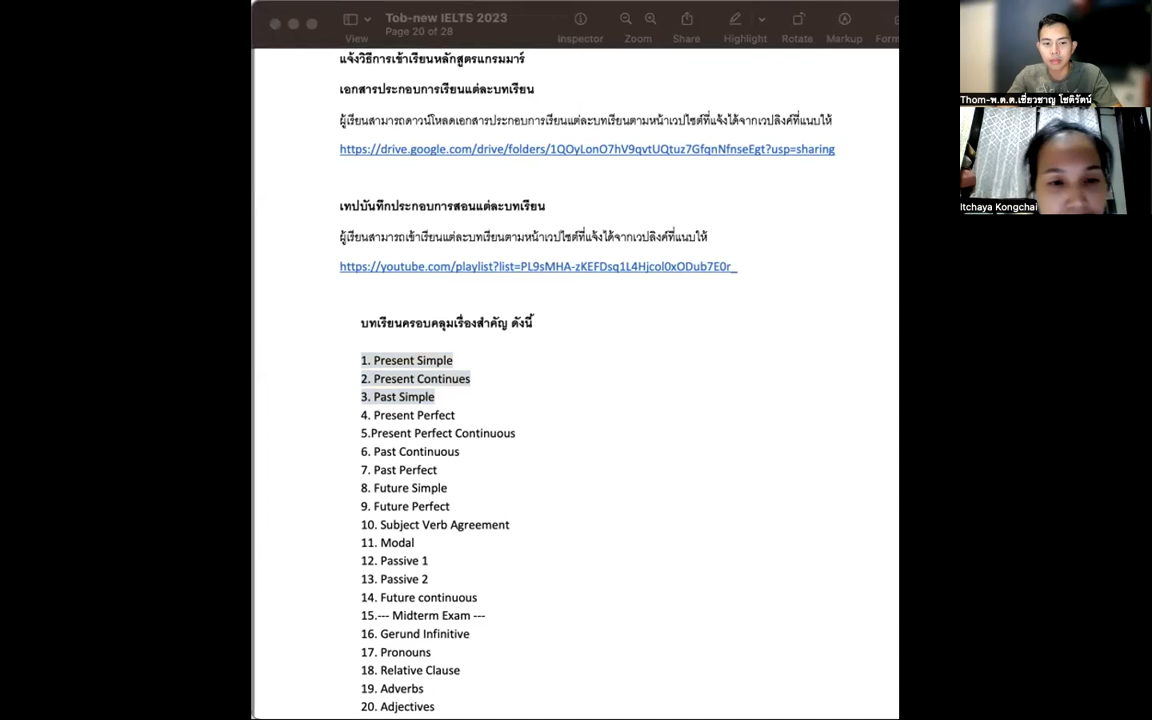 Tob-new IELTS 2023
Page 20 of 28
View
Inspector
Zoom
Share
Highlight
Rotate
Markup
Form
แจ้งวิธีการเข้าเรียนหลักสูตรแกรมมาร์
เอกสารประกอบการเรียนแต่ละบทเรียน
ผู้เรียนสามารถดาวน์โหลดเอกสารประกอบการเรียนแต่ละบทเรียนตามหน้าเวปไซต์ที่แจ้งได้จากเวปลิงค์ที่แนบให้
https://drive.google.com/drive/folders/1QOyLonO7hV9qvtUQtuz7GfqnNfnseEgt?usp=sharing
เทปบันทึกประกอบการสอนแต่ละบทเรียน
ผู้เรียนสามารถเข้าเรียนแต่ละบทเรียนตามหน้าเวปไซต์ที่แจ้งได้จากเวปลิงค์ที่แนบให้
https://youtube.com/playlist?list=PL9sMHA-zKEFDsq1L4Hjcol0xODub7E0r_
บทเรียนครอบคลุมเรื่องสำคัญ ดังนี้
1. Present Simple
2. Present Continues
3. Past Simple
4. Present Perfect
5.Present Perfect Continuous
6. Past Continuous
7. Past Perfect
8. Future Simple
9. Future Perfect
10. Subject Verb Agreement
11. Modal
12. Passive 1
13. Passive 2
14. Future continuous
15.--- Midterm Exam ---
16. Gerund Infinitive
17. Pronouns
18. Relative Clause
19. Adverbs
20. Adjectives
Thom-พ.ต.ต.เชี่ยวชาญ โชติรัตน์
Itchaya Kongchai